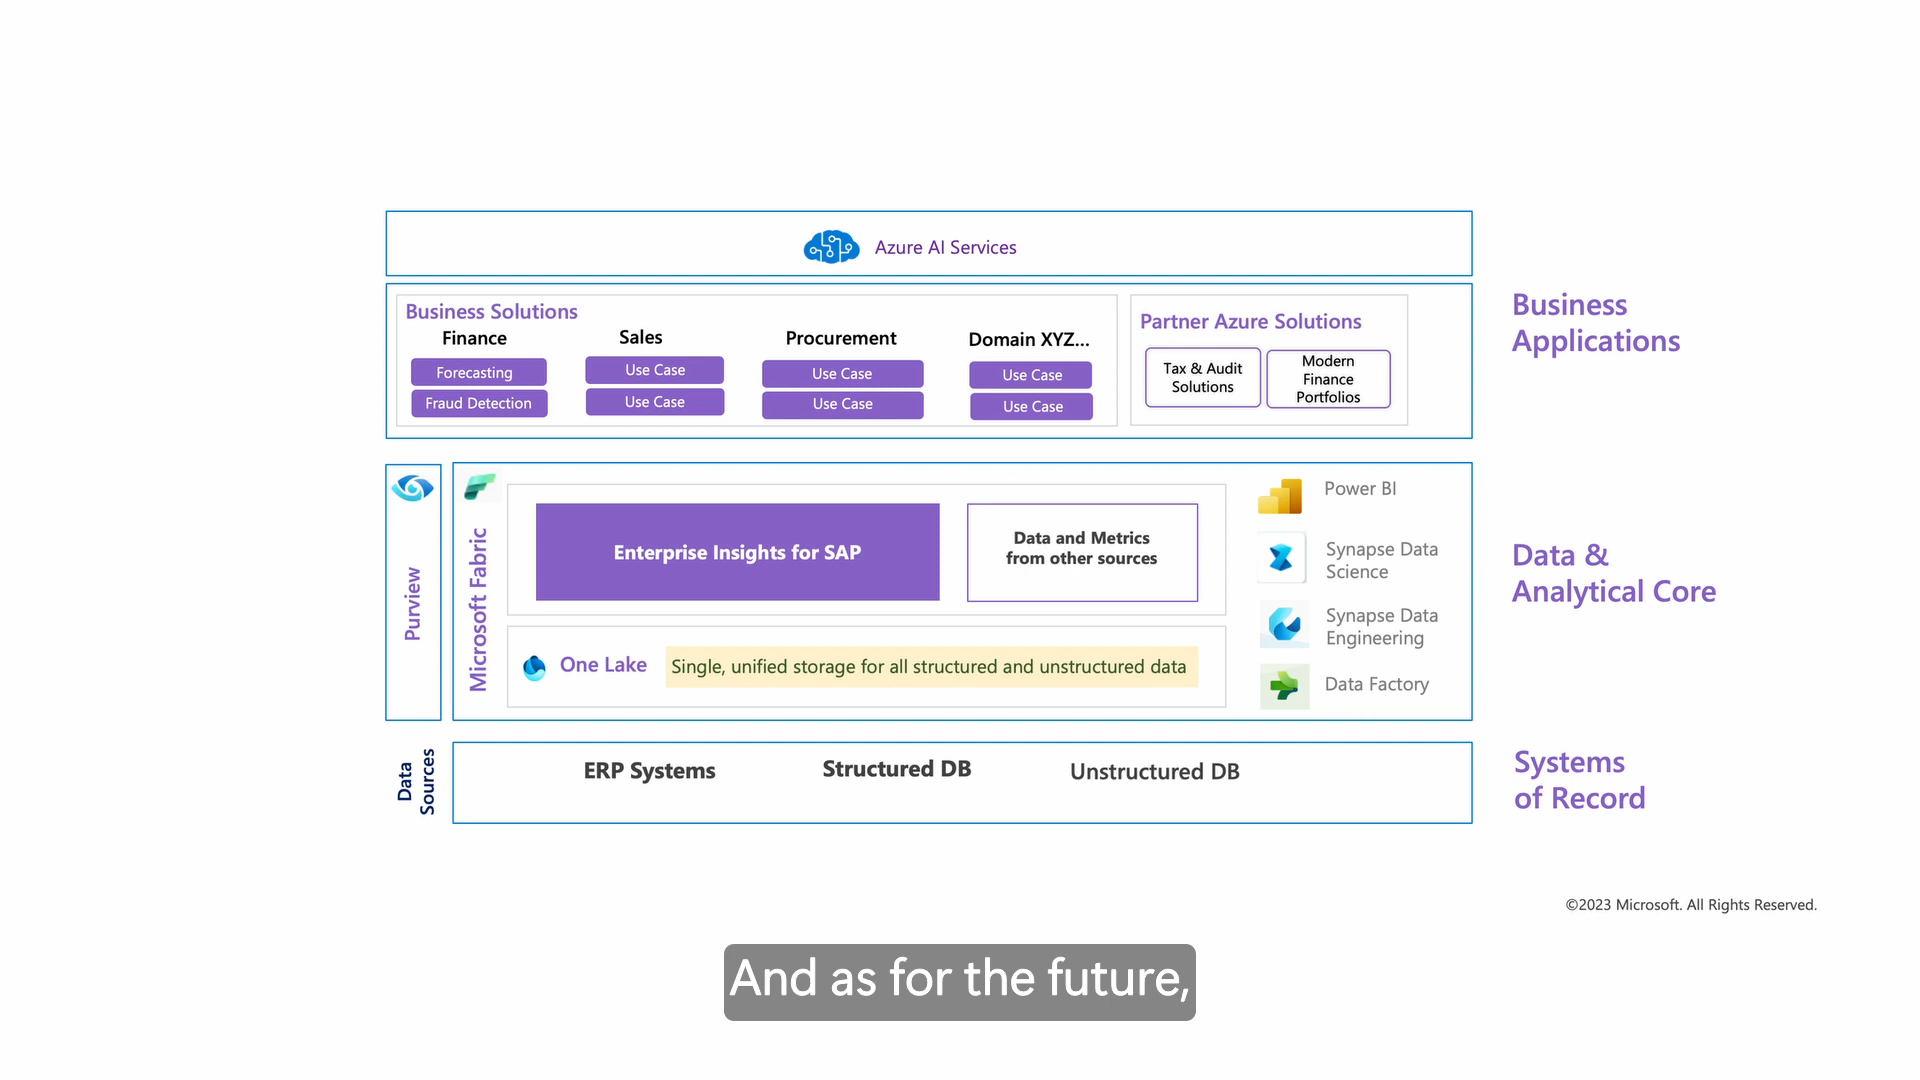 Azure AI Services
Business Solutions
Finance
Sales
Procurement
Domain XYZ...
Forecasting
Fraud Detection
Use Case
Use Case
Use Case
Use Case
Use Case
Use Case
Partner Azure Solutions
Tax & Audit
Solutions
Modern
Finance
Portfolios
Business
Applications
Purview
Microsoft Fabric
Enterprise Insights for SAP
Data and Metrics
from other sources
One Lake
Single, unified storage for all structured and unstructured data
Power BI
Synapse Data
Science
Synapse Data
Engineering
Data Factory
Data &
Analytical Core
Data
Sources
ERP Systems
Structured DB
Unstructured DB
Systems
of Record
©2023 Microsoft. All Rights Reserved.
And as for the future,